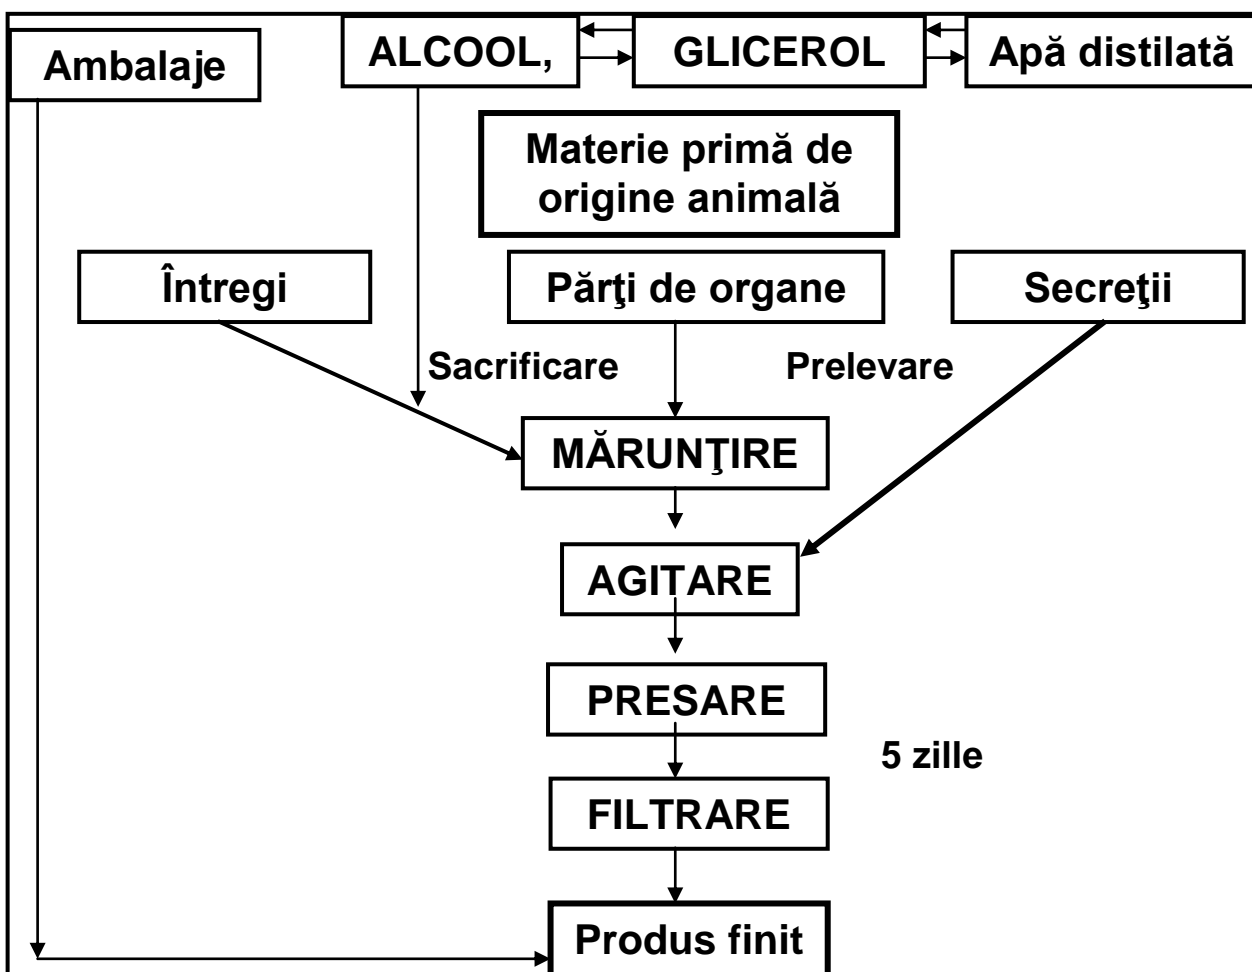 Ambalaje
ALCOOL,
GLICEROL
Apă distilată
Materie primă de
origine animală
Întregi
Părţi de organe
Secreţii
Sacrificare
Prelevare
MĂRUNŢIRE
AGITARE
PRESARE
5 zille
FILTRARE
Produs finit